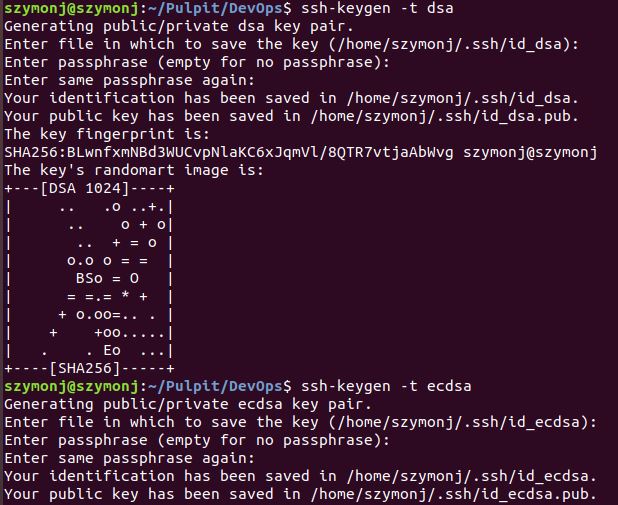 szymonj@szymonj:~/Pulpit/DevOps$ ssh-keygen -t dsa
Generating public/private dsa key pair.
Enter file in which to save the key (/home/szymonj/.ssh/id_dsa):
Enter passphrase (empty for no passphrase):
Enter same passphrase again:
Your identification has been saved in /home/szymonj/.ssh/id_dsa.
Your public key has been saved in /home/szymonj/.ssh/id_dsa.pub.
The key fingerprint is:
SHA256:BLwnfxmNBd3WUCvpNlaKC6xJqmVl/8QTR7vtjaAbWvg szymonj@szymonj
The key's randomart image is:
+---[DSA 1024]----+
|     ..   .o ..+.|
|      ..    o + o|
|       ..  + = o |
|      o.o o = =  |
|       BSo = O   |
|      = =.= * +  |
|     + o.oo=.. . |
|    +    +oo.....|
|   .    . Eo  ...|
+----[SHA256]-----+
szymonj@szymonj:~/Pulpit/DevOps$ ssh-keygen -t ecdsa
Generating public/private ecdsa key pair.
Enter file in which to save the key (/home/szymonj/.ssh/id_ecdsa):
Enter passphrase (empty for no passphrase):
Enter same passphrase again:
Your identification has been saved in /home/szymonj/.ssh/id_ecdsa.
Your public key has been saved in /home/szymonj/.ssh/id_ecdsa.pub.